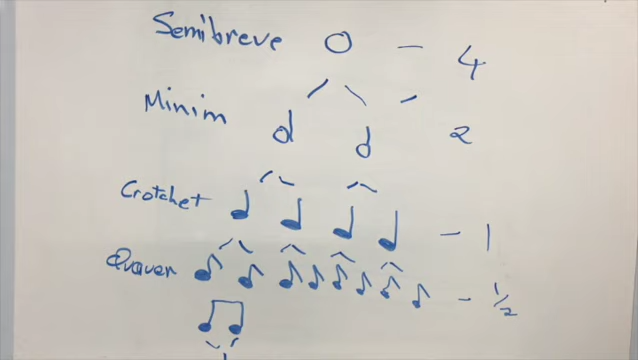 Semibreve — 4
Minim — 2
Crotchet — 1
Quaver — 1/2